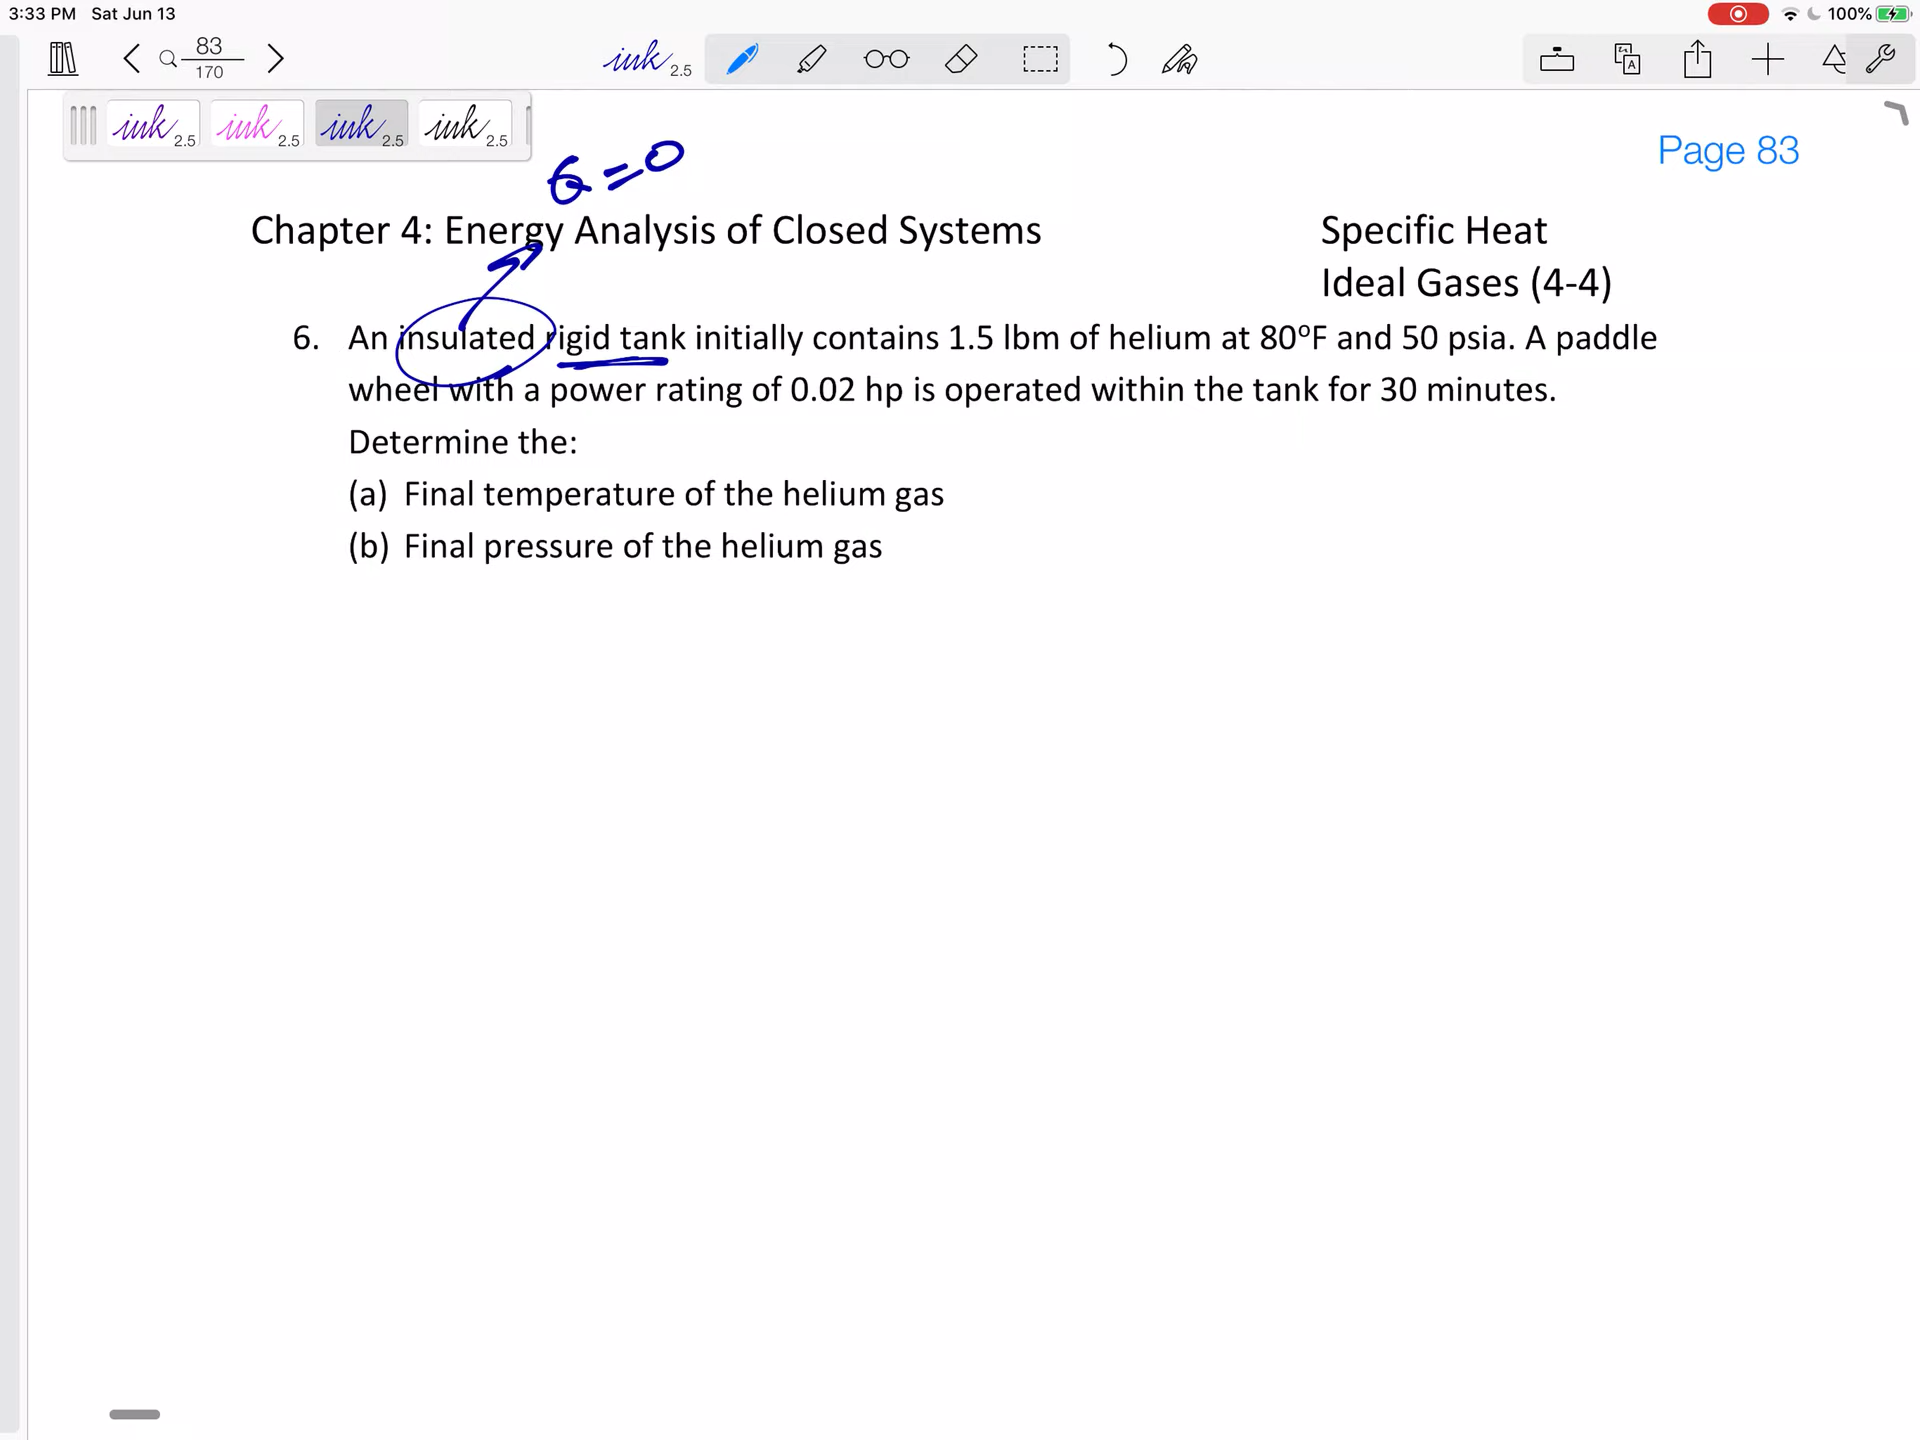 3:33 PM Sat Jun 13
100%
83
170
ink 2.5
ink 2.5
ink 2.5
ink 2.5
ink 2.5
Page 83
Q = 0
Chapter 4: Energy Analysis of Closed Systems
Specific Heat
Ideal Gases (4-4)
6. An insulated rigid tank initially contains 1.5 lbm of helium at 80°F and 50 psia. A paddle
wheel with a power rating of 0.02 hp is operated within the tank for 30 minutes.
Determine the:
(a) Final temperature of the helium gas
(b) Final pressure of the helium gas